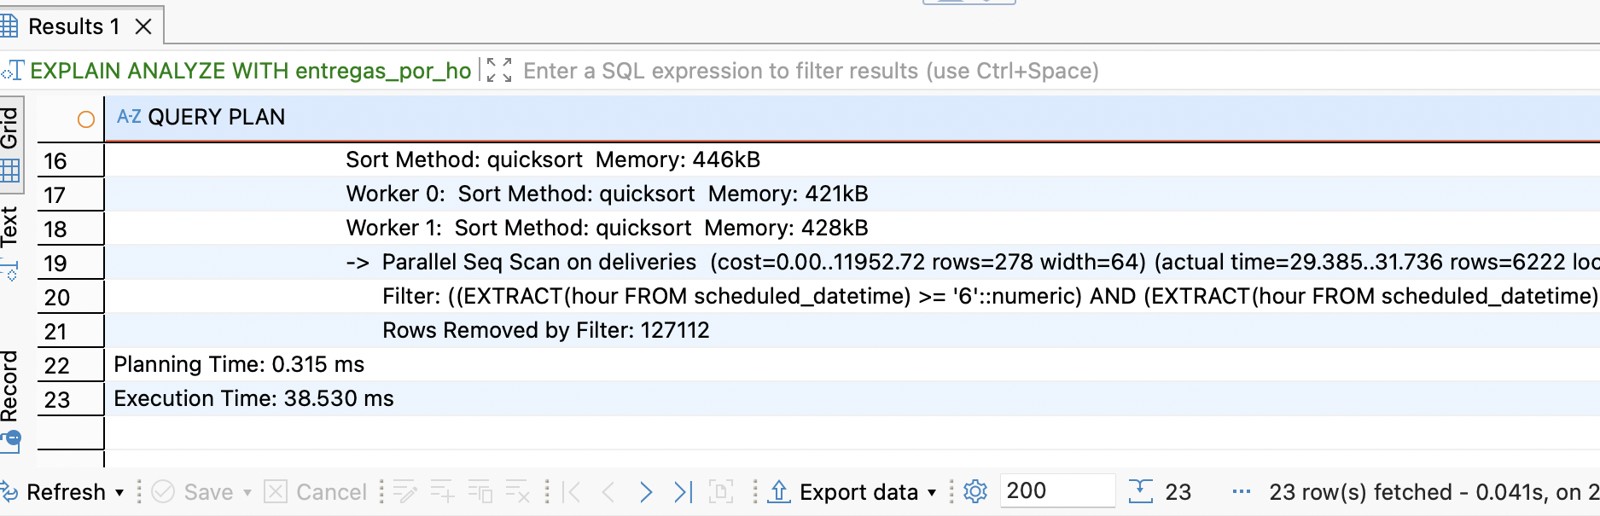 Results 1
EXPLAIN ANALYZE WITH entregas_por_ho Enter a SQL expression to filter results (use Ctrl+Space)
Grid
Text
Record
A-Z QUERY PLAN
16 Sort Method: quicksort Memory: 446kB
17 Worker 0: Sort Method: quicksort Memory: 421kB
18 Worker 1: Sort Method: quicksort Memory: 428kB
19 -> Parallel Seq Scan on deliveries (cost=0.00..11952.72 rows=278 width=64) (actual time=29.385..31.736 rows=6222 loo
20 Filter: ((EXTRACT(hour FROM scheduled_datetime) >= '6'::numeric) AND (EXTRACT(hour FROM scheduled_datetime)
21 Rows Removed by Filter: 127112
22 Planning Time: 0.315 ms
23 Execution Time: 38.530 ms
Refresh Save Cancel Export data 200 23 ... 23 row(s) fetched - 0.041s, on 2